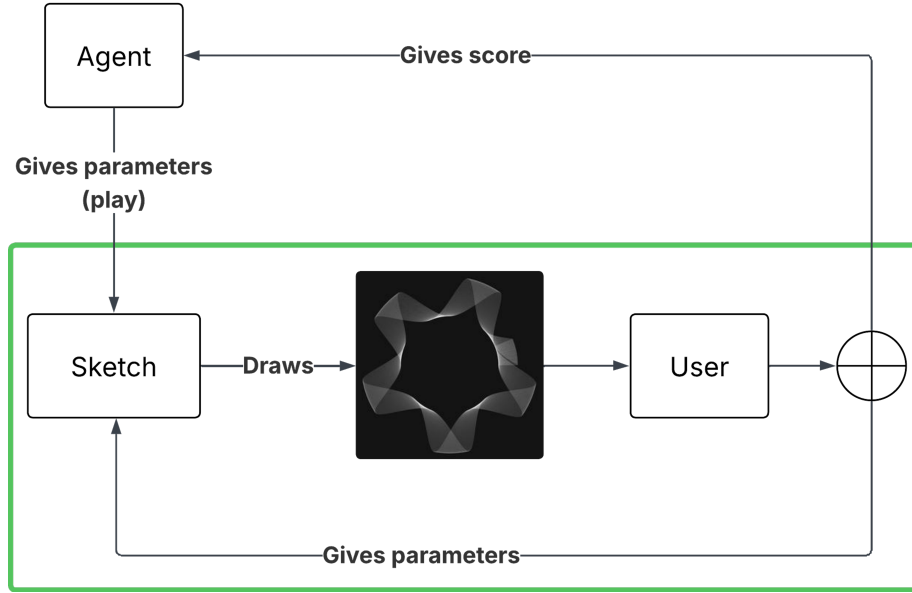 Agent
Gives score
Gives parameters
(play)
Sketch
Draws
User
Gives parameters